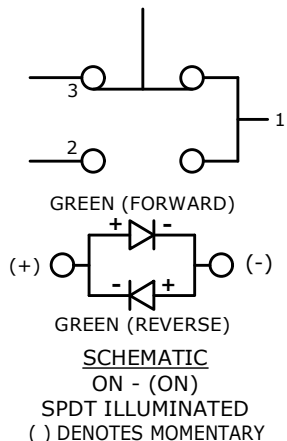 3
1
2
GREEN (FORWARD)
+ -
(+) (-)
- +
GREEN (REVERSE)
SCHEMATIC
ON - (ON)
SPDT ILLUMINATED
( ) DENOTES MOMENTARY